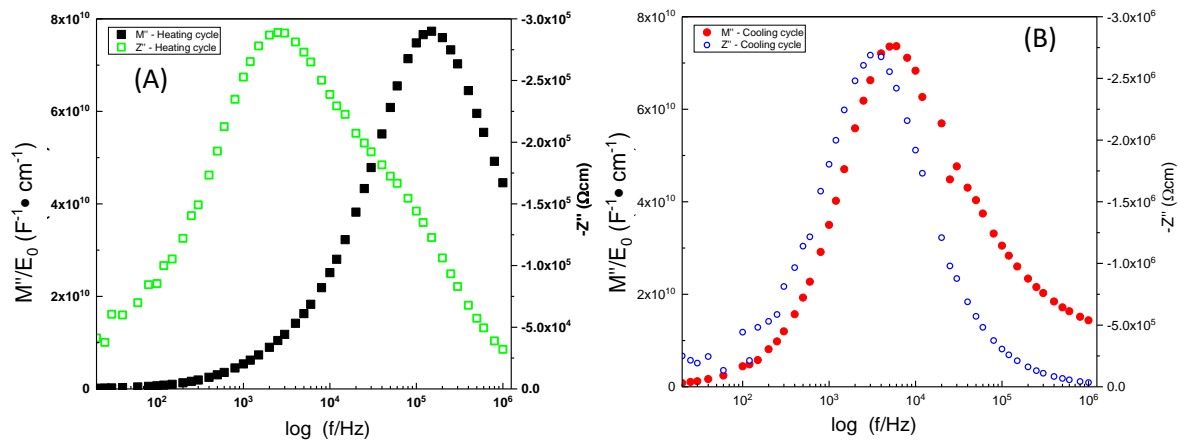 (A)
M" - Heating cycle
Z" - Heating cycle
M"/E₀ (F⁻¹• cm⁻¹)
8x10¹⁰
6x10¹⁰
4x10¹⁰
2x10¹⁰
0
-3.0x10⁵
-2.5x10⁵
-2.0x10⁵
-1.5x10⁵
-1.0x10⁵
-5.0x10⁴
0.0
-Z" (Ωcm)
10² 10³ 10⁴ 10⁵ 10⁶
log (f/Hz)
(B)
M" - Cooling cycle
Z" - Cooling cycle
M"/E₀ (F⁻¹• cm⁻¹)
8x10¹⁰
6x10¹⁰
4x10¹⁰
2x10¹⁰
0
-3.0x10⁶
-2.5x10⁶
-2.0x10⁶
-1.5x10⁶
-1.0x10⁶
-5.0x10⁵
0.0
-Z" (Ωcm)
10² 10³ 10⁴ 10⁵ 10⁶
log (f/Hz)